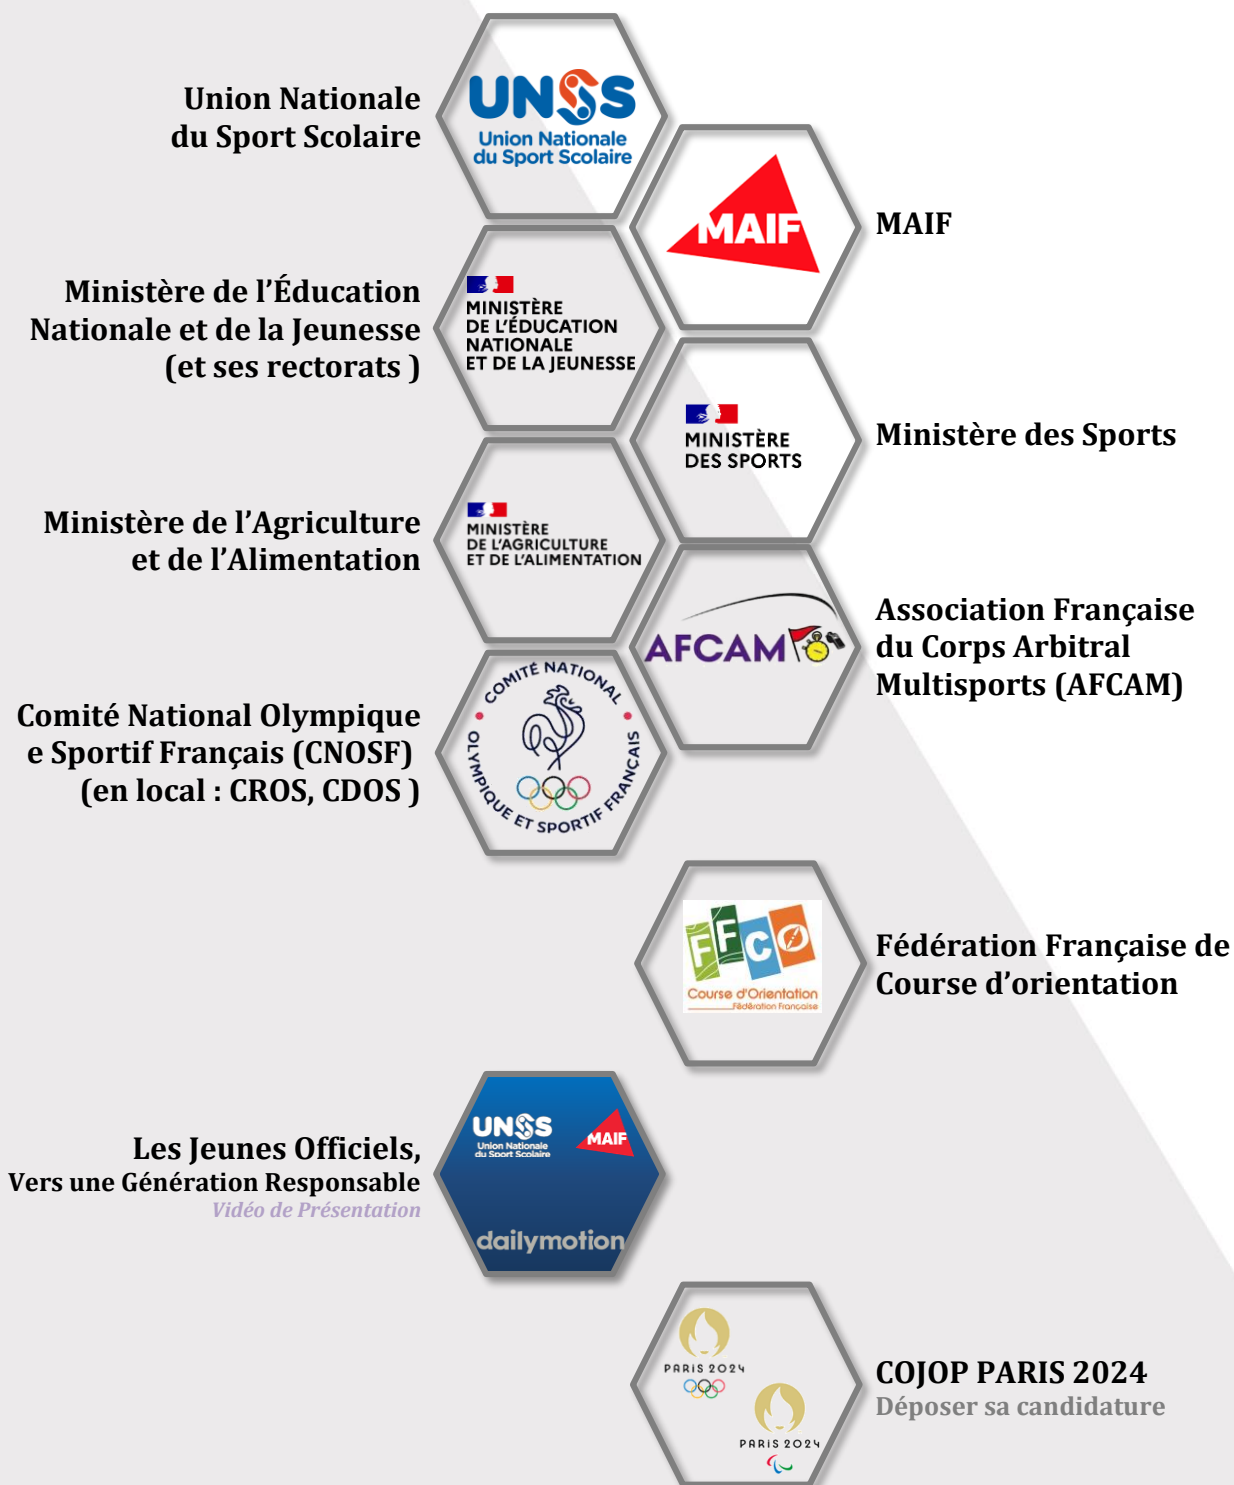 Union Nationale
du Sport Scolaire
UNSS
Union Nationale
du Sport Scolaire
MAIF
MAIF
Ministère de l’Éducation
Nationale et de la Jeunesse
(et ses rectorats )
MINISTÈRE
DE L’ÉDUCATION
NATIONALE
ET DE LA JEUNESSE
MINISTÈRE
DES SPORTS
Ministère des Sports
Ministère de l’Agriculture
et de l’Alimentation
MINISTÈRE
DE L’AGRICULTURE
ET DE L’ALIMENTATION
AFCAM
Association Française
du Corps Arbitral
Multisports (AFCAM)
Comité National Olympique
e Sportif Français (CNOSF)
(en local : CROS, CDOS )
COMITÉ NATIONAL
OLYMPIQUE ET SPORTIF FRANÇAIS
FFCO
Course d'Orientation
Fédération Française
Fédération Française de
Course d’orientation
Les Jeunes Officiels,
Vers une Génération Responsable
Vidéo de Présentation
UNSS
Union Nationale
du Sport Scolaire
MAIF
dailymotion
PARIS 2024
PARIS 2024
COJOP PARIS 2024
Déposer sa candidature